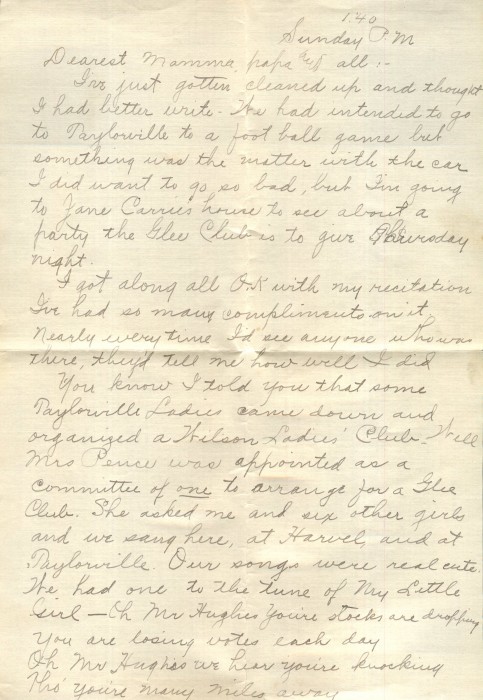 1:40
Sunday P.M
Dearest Mamma, papa & all :-
I've just gotten cleaned up and thought
I had better write - We had intended to go
to Taylorville to a foot ball game but
something was the matter with the car
I did want to go, so bad, but I'm going
to Jane Carrie's house to see about a
party the Glee Club is to give Thursday
night.
I got along all O.K with my recitation
I've had so many compliments on it,
Nearly everytime I'd see anyone who was
there, they'd tell me how well I did
You know I told you that some
Taylorville Ladies came down and
organized a Wilson Ladies' Club - Well
Mrs Pence was appointed as a
committee of one to arrange for a Glee
Club. She asked me and six other girls
and we sang here, at Harvel, and at
Taylorville. Our songs were real cute.
We had one to the tune of My Little
Girl - Oh Mr Hughes You're stocks are dropping
You are losing votes each day
Oh Mr Hughes we hear you're knocking
Tho' you're many miles away